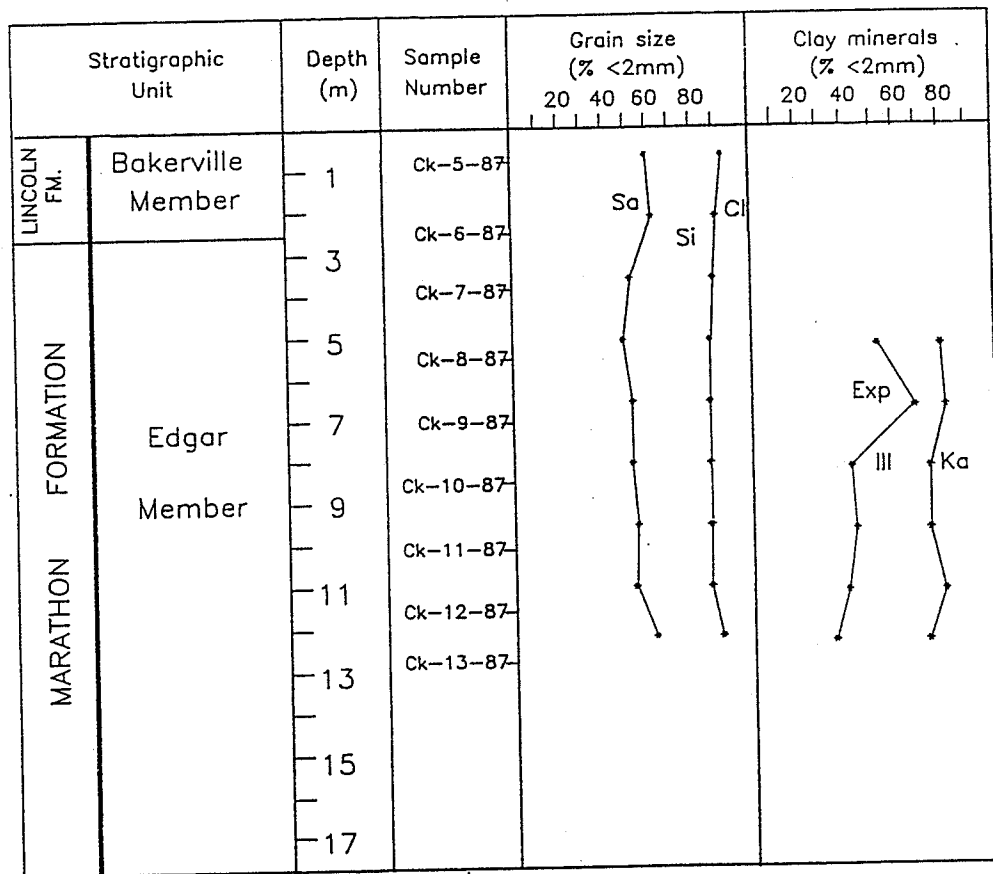 Stratigraphic
Unit
Depth
(m)
Sample
Number
Grain size
(% <2mm)
20 40 60 80
Clay minerals
(% <2mm)
20 40 60 80
LINCOLN
FM.
Bakerville
Member
MARATHON FORMATION
Edgar
Member
1
3
5
7
9
11
13
15
17
Ck-5-87
Ck-6-87
Ck-7-87
Ck-8-87
Ck-9-87
Ck-10-87
Ck-11-87
Ck-12-87
Ck-13-87
Sa
Si
Cl
Exp
Ill
Ka